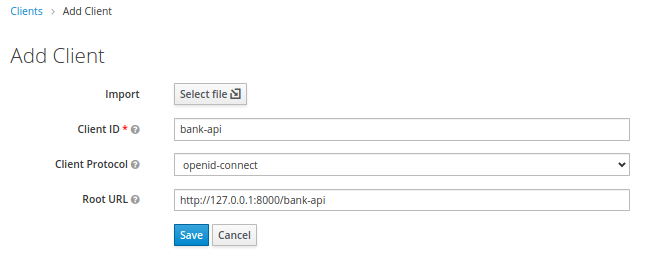 Clients > Add Client
Add Client
Import Select file
Client ID * bank-api
Client Protocol openid-connect
Root URL http://127.0.0.1:8000/bank-api
Save Cancel